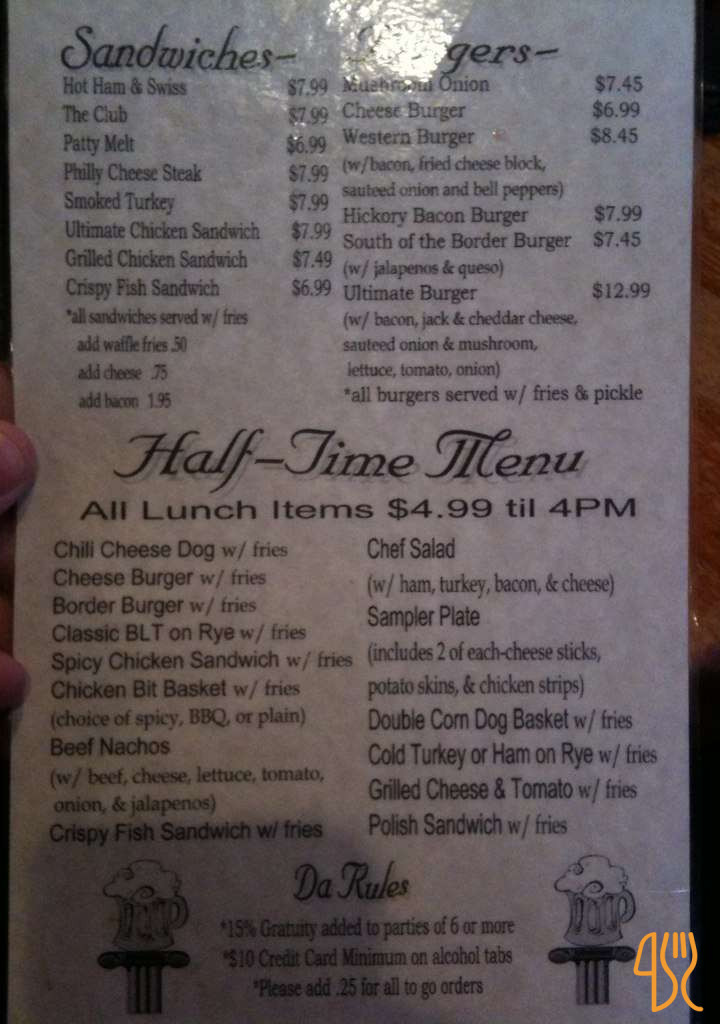 Sandwiches-
Hot Ham & Swiss $7.99
The Club $7.99
Patty Melt $6.99
Philly Cheese Steak $7.99
Smoked Turkey $7.99
Ultimate Chicken Sandwich $7.99
Grilled Chicken Sandwich $7.49
Crispy Fish Sandwich $6.99
*all sandwiches served w/ fries
add waffle fries .50
add cheese .75
add bacon 1.95
Burgers-
Mushroom Onion $7.45
Cheese Burger $6.99
Western Burger $8.45
(w/bacon, fried cheese block,
sauteed onion and bell peppers)
Hickory Bacon Burger $7.99
South of the Border Burger $7.45
(w/ jalapenos & queso)
Ultimate Burger $12.99
(w/ bacon, jack & cheddar cheese,
sauteed onion & mushroom,
lettuce, tomato, onion)
*all burgers served w/ fries & pickle
Half-Time Menu
All Lunch Items $4.99 til 4PM
Chili Cheese Dog w/ fries
Cheese Burger w/ fries
Border Burger w/ fries
Classic BLT on Rye w/ fries
Spicy Chicken Sandwich w/ fries
Chicken Bit Basket w/ fries
(choice of spicy, BBQ, or plain)
Beef Nachos
(w/ beef, cheese, lettuce, tomato,
onion, & jalapenos)
Crispy Fish Sandwich w/ fries
Chef Salad
(w/ ham, turkey, bacon, & cheese)
Sampler Plate
(includes 2 of each-cheese sticks,
potato skins, & chicken strips)
Double Corn Dog Basket w/ fries
Cold Turkey or Ham on Rye w/ fries
Grilled Cheese & Tomato w/ fries
Polish Sandwich w/ fries
Da Rules
*15% Gratuity added to parties of 6 or more
*$10 Credit Card Minimum on alcohol tabs
*Please add .25 for all to go orders